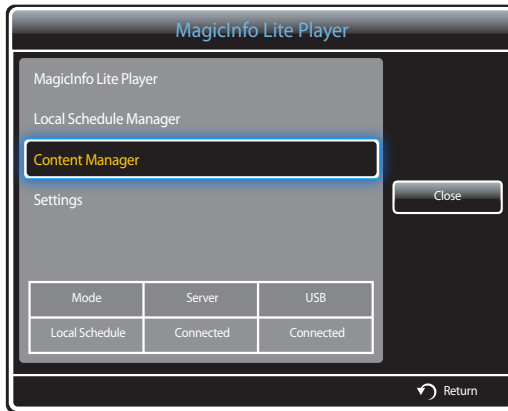 MagicInfo Lite Player
MagicInfo Lite Player
Local Schedule Manager
Content Manager
Settings
Close
Mode Server USB
Local Schedule Connected Connected
Return